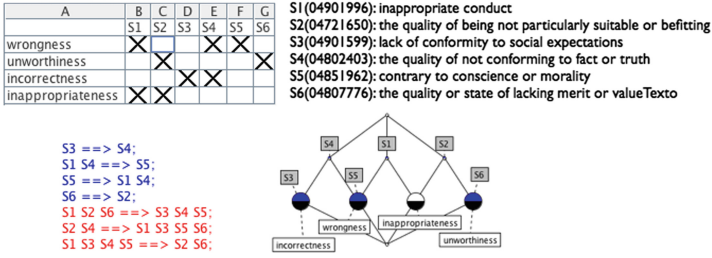 A B C D E F G
S1 S2 S3 S4 S5 S6
wrongness X X X
unworthiness X X
incorrectness X X
inappropriateness X X
S1(04901996): inappropriate conduct
S2(04721650): the quality of being not particularly suitable or befitting
S3(04901599): lack of conformity to social expectations
S4(04802403): the quality of not conforming to fact or truth
S5(04851962): contrary to conscience or morality
S6(04807776): the quality or state of lacking merit or valueTexto
S3 ==> S4;
S1 S4 ==> S5;
S5 ==> S1 S4;
S6 ==> S2;
S1 S2 S6 ==> S3 S4 S5;
S2 S4 ==> S1 S3 S5 S6;
S1 S3 S4 S5 ==> S2 S6;
S4 S1 S2
S3 S5 S6
wrongness inappropriateness
incorrectness unworthiness